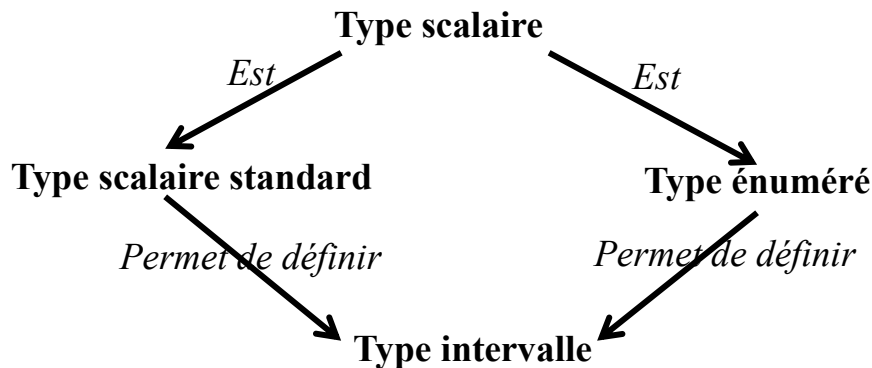 Type scalaire
Est
Est
Type scalaire standard
Type énuméré
Permet de définir
Permet de définir
Type intervalle